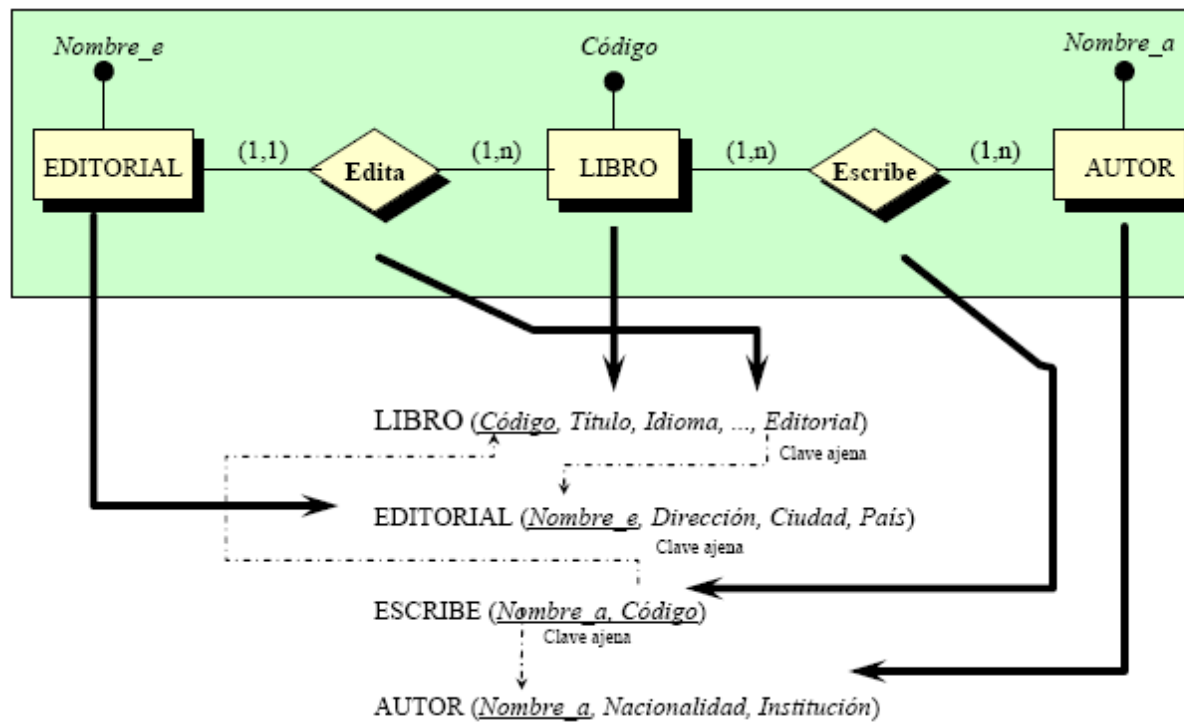 Nombre_e
Código
Nombre_a
EDITORIAL
(1,1)
Edita
(1,n)
LIBRO
(1,n)
Escribe
(1,n)
AUTOR
LIBRO (Código, Título, Idioma, ..., Editorial)
Clave ajena
EDITORIAL (Nombre_e, Dirección, Ciudad, País)
Clave ajena
ESCRIBE (Nombre_a, Código)
Clave ajena
AUTOR (Nombre_a, Nacionalidad, Institución)